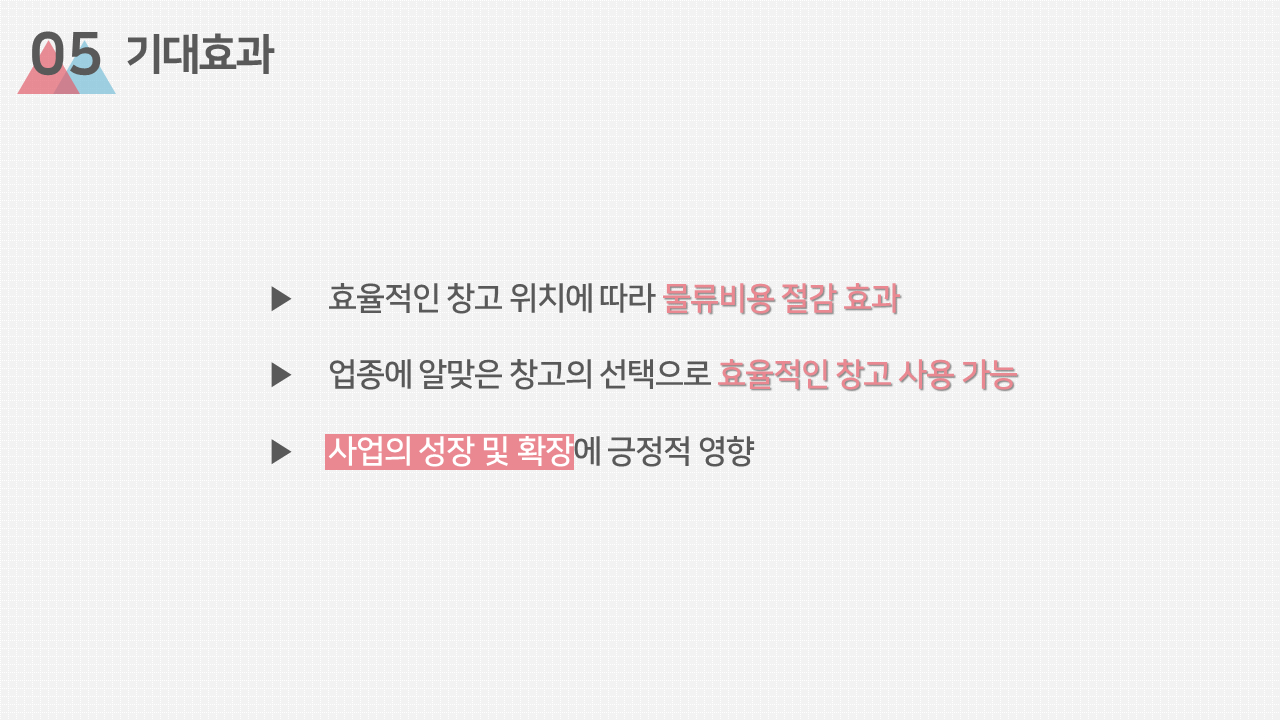 05 기대효과
▶ 효율적인 창고 위치에 따라 물류비용 절감 효과
▶ 업종에 알맞은 창고의 선택으로 효율적인 창고 사용 가능
▶ 사업의 성장 및 확장에 긍정적 영향